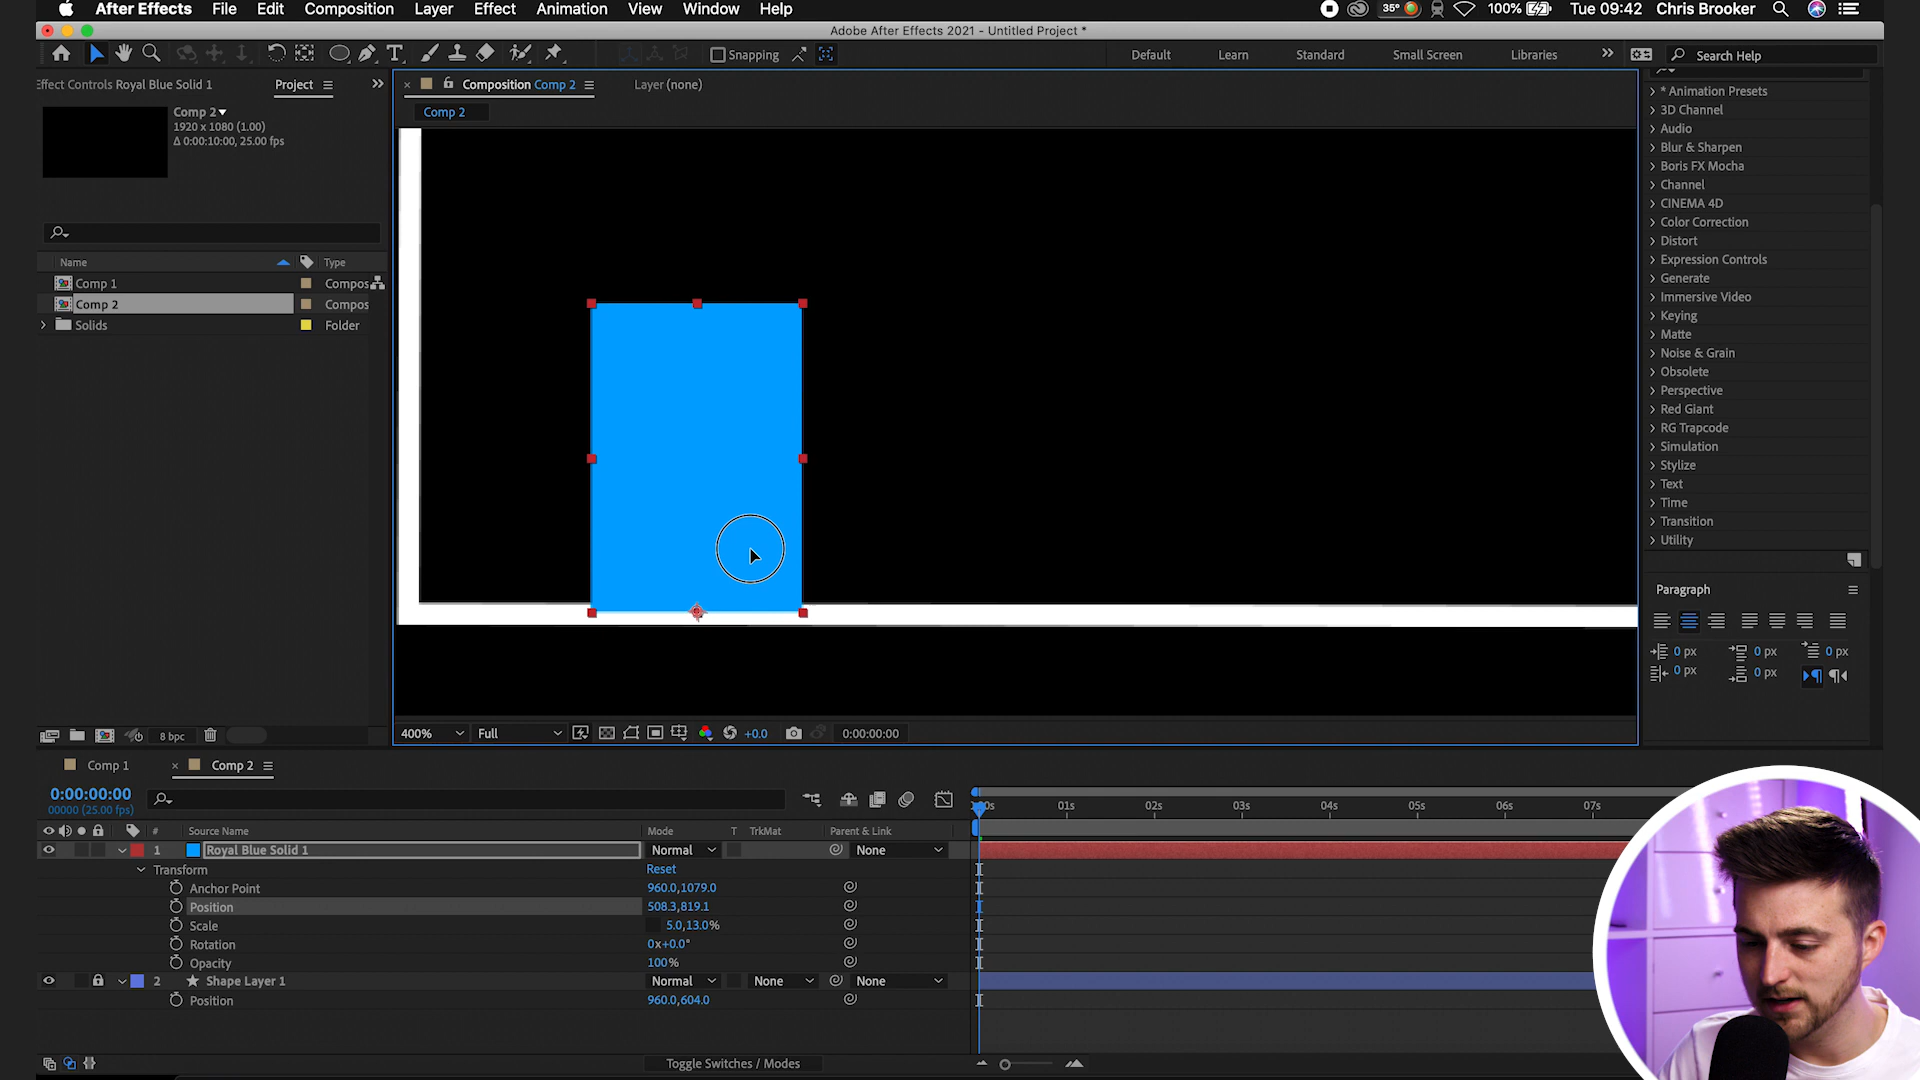 After Effects File Edit Composition Layer Effect Animation View Window Help 35° 100% Tue 09:42 Chris Brooker
Adobe After Effects 2021 - Untitled Project *
Snapping Default Learn Standard Small Screen Libraries Search Help
Effect Controls Royal Blue Solid 1 Project
Composition Comp 2 Layer (none)
Comp 2
Comp 2
1920 x 1080 (1.00)
Δ 0:00:10:00, 25.00 fps
Name Type
Comp 1 Compos
Comp 2 Compos
Solids Folder
8 bpc
400% Full +0.0 0:00:00:00
* Animation Presets
3D Channel
Audio
Blur & Sharpen
Boris FX Mocha
Channel
CINEMA 4D
Color Correction
Distort
Expression Controls
Generate
Immersive Video
Keying
Matte
Noise & Grain
Obsolete
Perspective
Red Giant
RG Trapcode
Simulation
Stylize
Text
Time
Transition
Utility
Paragraph
0 px 0 px 0 px
0 px 0 px
Comp 1 Comp 2
0:00:00:00
00000 (25.00 fps)
00s 01s 02s 03s 04s 05s 06s 07s
# Source Name Mode T TrkMat Parent & Link
1 Royal Blue Solid 1 Normal None
Transform Reset
Anchor Point 960.0,1079.0
Position 508.3,819.1
Scale 5.0,13.0%
Rotation 0x+0.0°
Opacity 100%
2 Shape Layer 1 Normal None None
Position 960.0,604.0
Toggle Switches / Modes